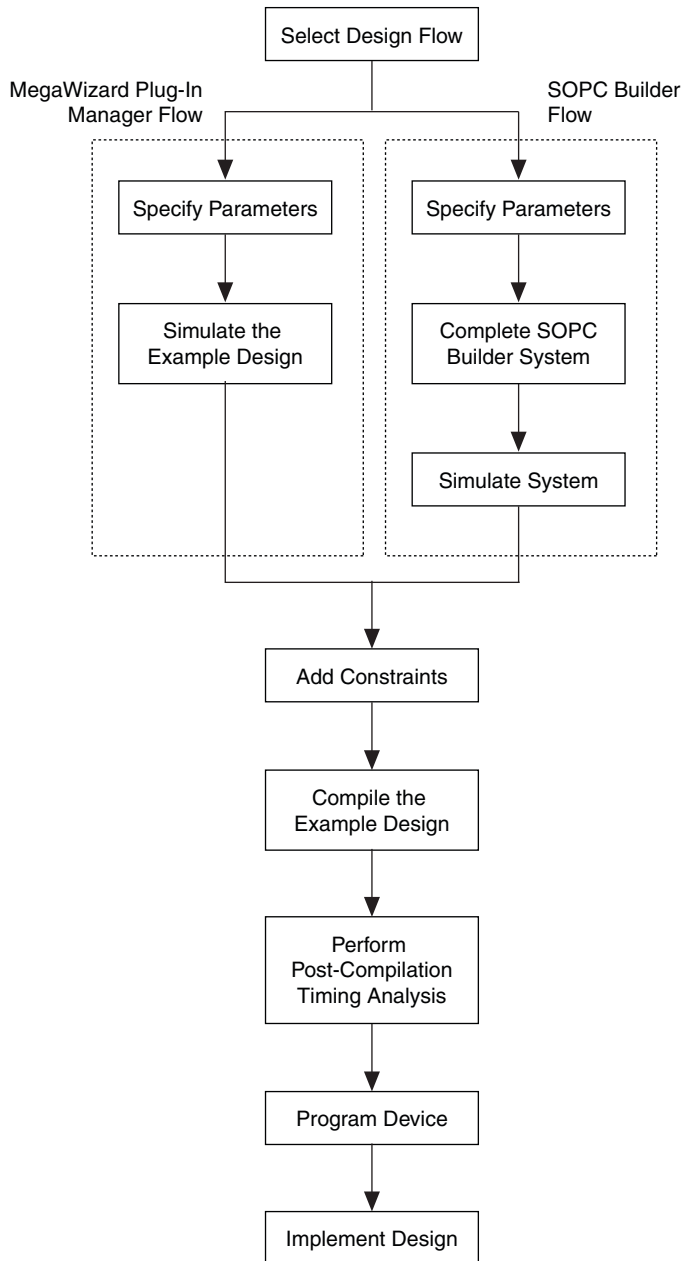 Select Design Flow
MegaWizard Plug-In
Manager Flow
SOPC Builder
Flow
Specify Parameters
Specify Parameters
Simulate the
Example Design
Complete SOPC
Builder System
Simulate System
Add Constraints
Compile the
Example Design
Perform
Post-Compilation
Timing Analysis
Program Device
Implement Design